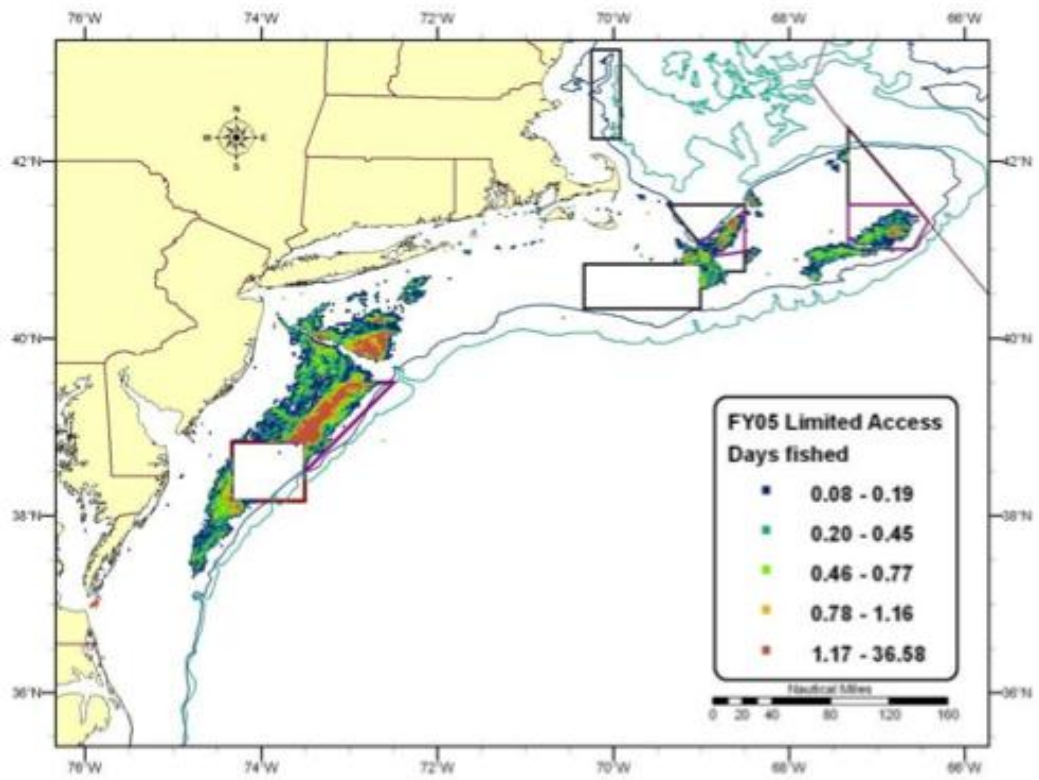 76°W 74°W 72°W 70°W 68°W 66°W
N
W E
S
42°N 42°N
40°N 40°N
38°N 38°N
36°N 36°N
FY05 Limited Access
Days fished
0.08 - 0.19
0.20 - 0.45
0.46 - 0.77
0.78 - 1.16
1.17 - 36.58
Nautical Miles
0 20 40 80 120 160
76°W 74°W 72°W 70°W 68°W 66°W